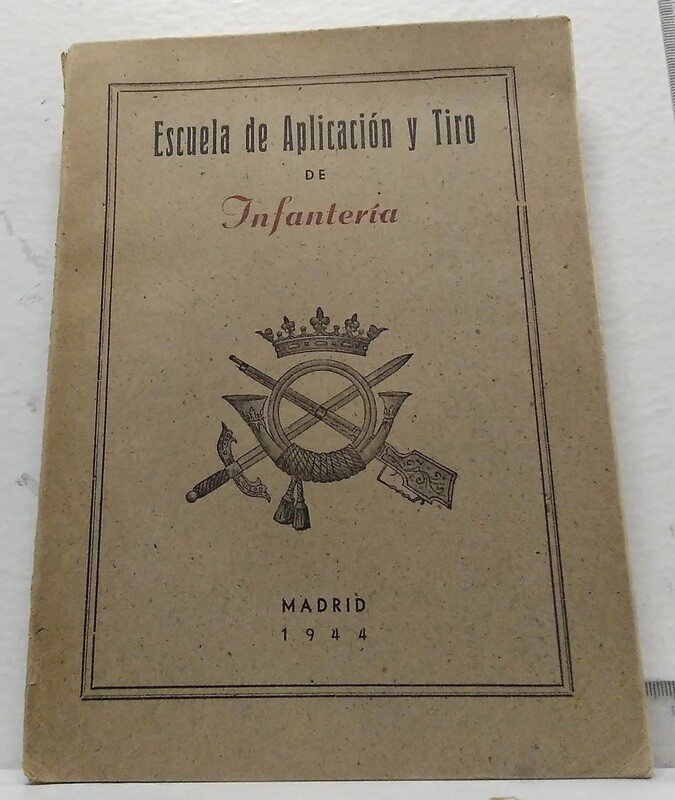 Escuela de Aplicación y Tiro
DE
Infantería
MADRID
1944